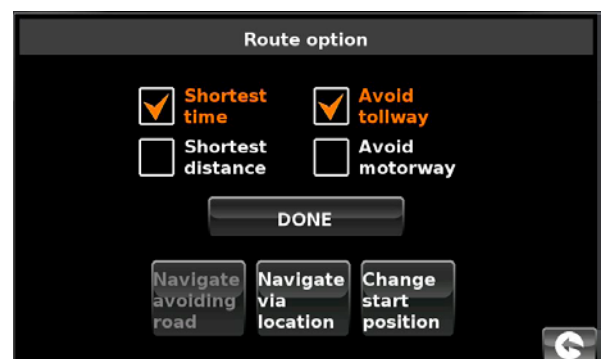 Route option
Shortest
time
Avoid
tollway
Shortest
distance
Avoid
motorway
DONE
Navigate
avoiding
road
Navigate
via
location
Change
start
position